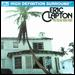 HIGH DEFINITION SURROUND
ERIC
CLAPTON